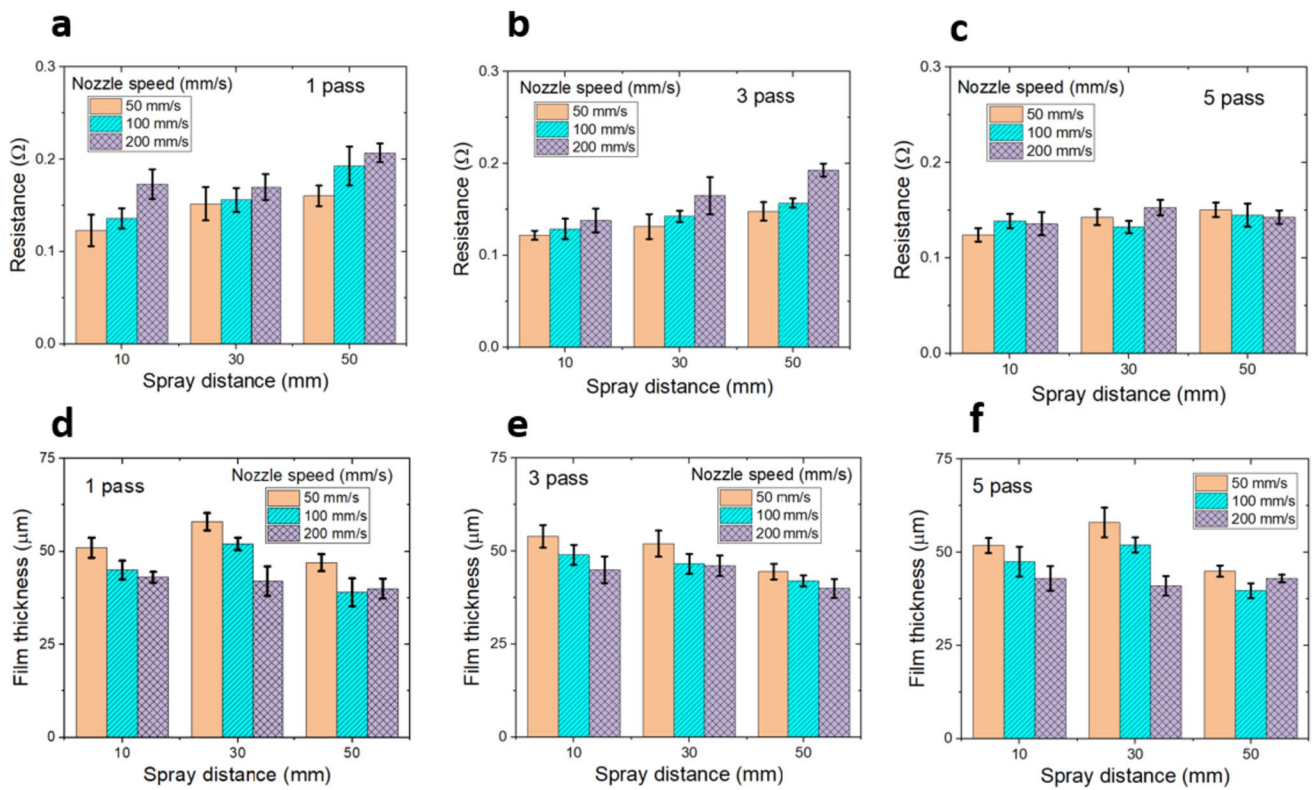 a
0.3
0.2
0.1
0.0
Resistance (Ω)
Nozzle speed (mm/s)
1 pass
50 mm/s
100 mm/s
200 mm/s
10
30
50
Spray distance (mm)
b
0.3
0.2
0.1
0.0
Resistance (Ω)
Nozzle speed (mm/s)
3 pass
50 mm/s
100 mm/s
200 mm/s
10
30
50
Spray distance (mm)
c
0.3
0.2
0.1
0.0
Resistance (Ω)
Nozzle speed (mm/s)
5 pass
50 mm/s
100 mm/s
200 mm/s
10
30
50
Spray distance (mm)
d
75
50
25
0
Film thickness (μm)
1 pass
Nozzle speed (mm/s)
50 mm/s
100 mm/s
200 mm/s
10
30
50
Spray distance (mm)
e
75
50
25
0
Film thickness (μm)
3 pass
Nozzle speed (mm/s)
50 mm/s
100 mm/s
200 mm/s
10
30
50
Spray distance (mm)
f
75
50
25
0
Film thickness (μm)
5 pass
50 mm/s
100 mm/s
200 mm/s
10
30
50
Spray distance (mm)